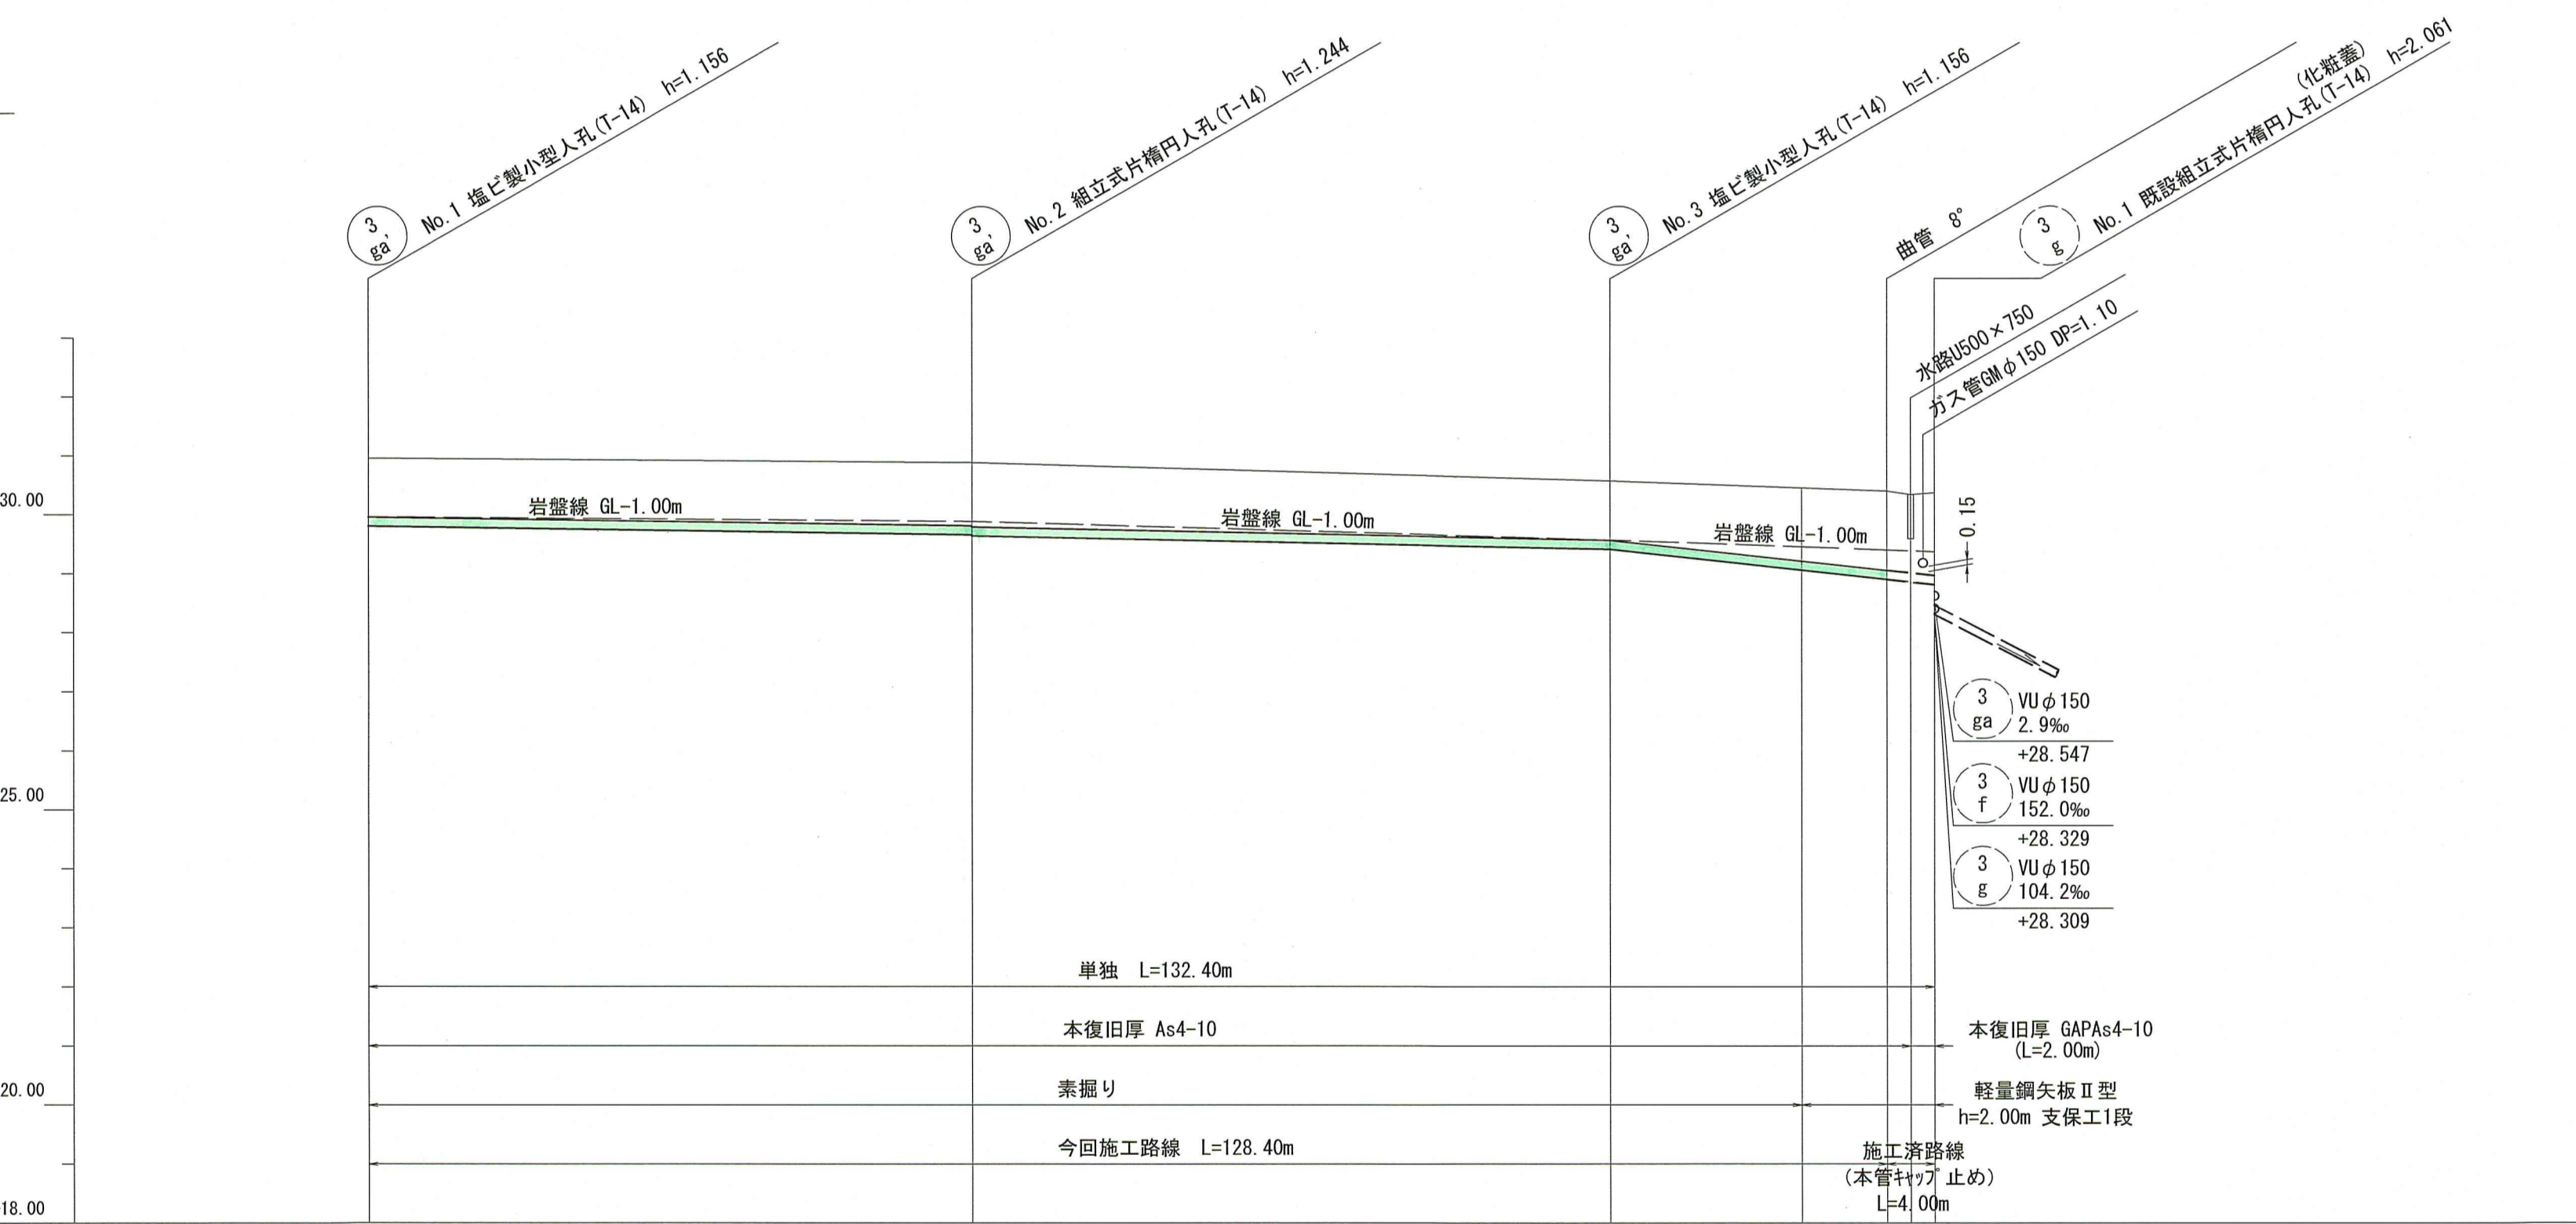 3
ga'
No.1 塩ビ製小型人孔(T-14) h=1.156
3
ga'
No.2 組立式片楕円人孔(T-14) h=1.244
3
ga'
No.3 塩ビ製小型人孔(T-14) h=1.156
曲管 8°
3
g
(化粧蓋)
No.1 既設組立式片楕円人孔(T-14) h=2.061
水路U500×750
ガス管GMφ150 DP=1.10
30.00
岩盤線 GL-1.00m
岩盤線 GL-1.00m
岩盤線 GL-1.00m
0.15
3
ga
VUφ150
2.9‰
+28.547
3
f
VUφ150
152.0‰
+28.329
3
g
VUφ150
104.2‰
+28.309
25.00
単独 L=132.40m
本復旧厚 As4-10
本復旧厚 GAPAs4-10
(L=2.00m)
20.00
素掘り
軽量鋼矢板Ⅱ型
h=2.00m 支保工1段
今回施工路線 L=128.40m
施工済路線
(本管ｷｬｯﾌﾟ止め)
L=4.00m
18.00